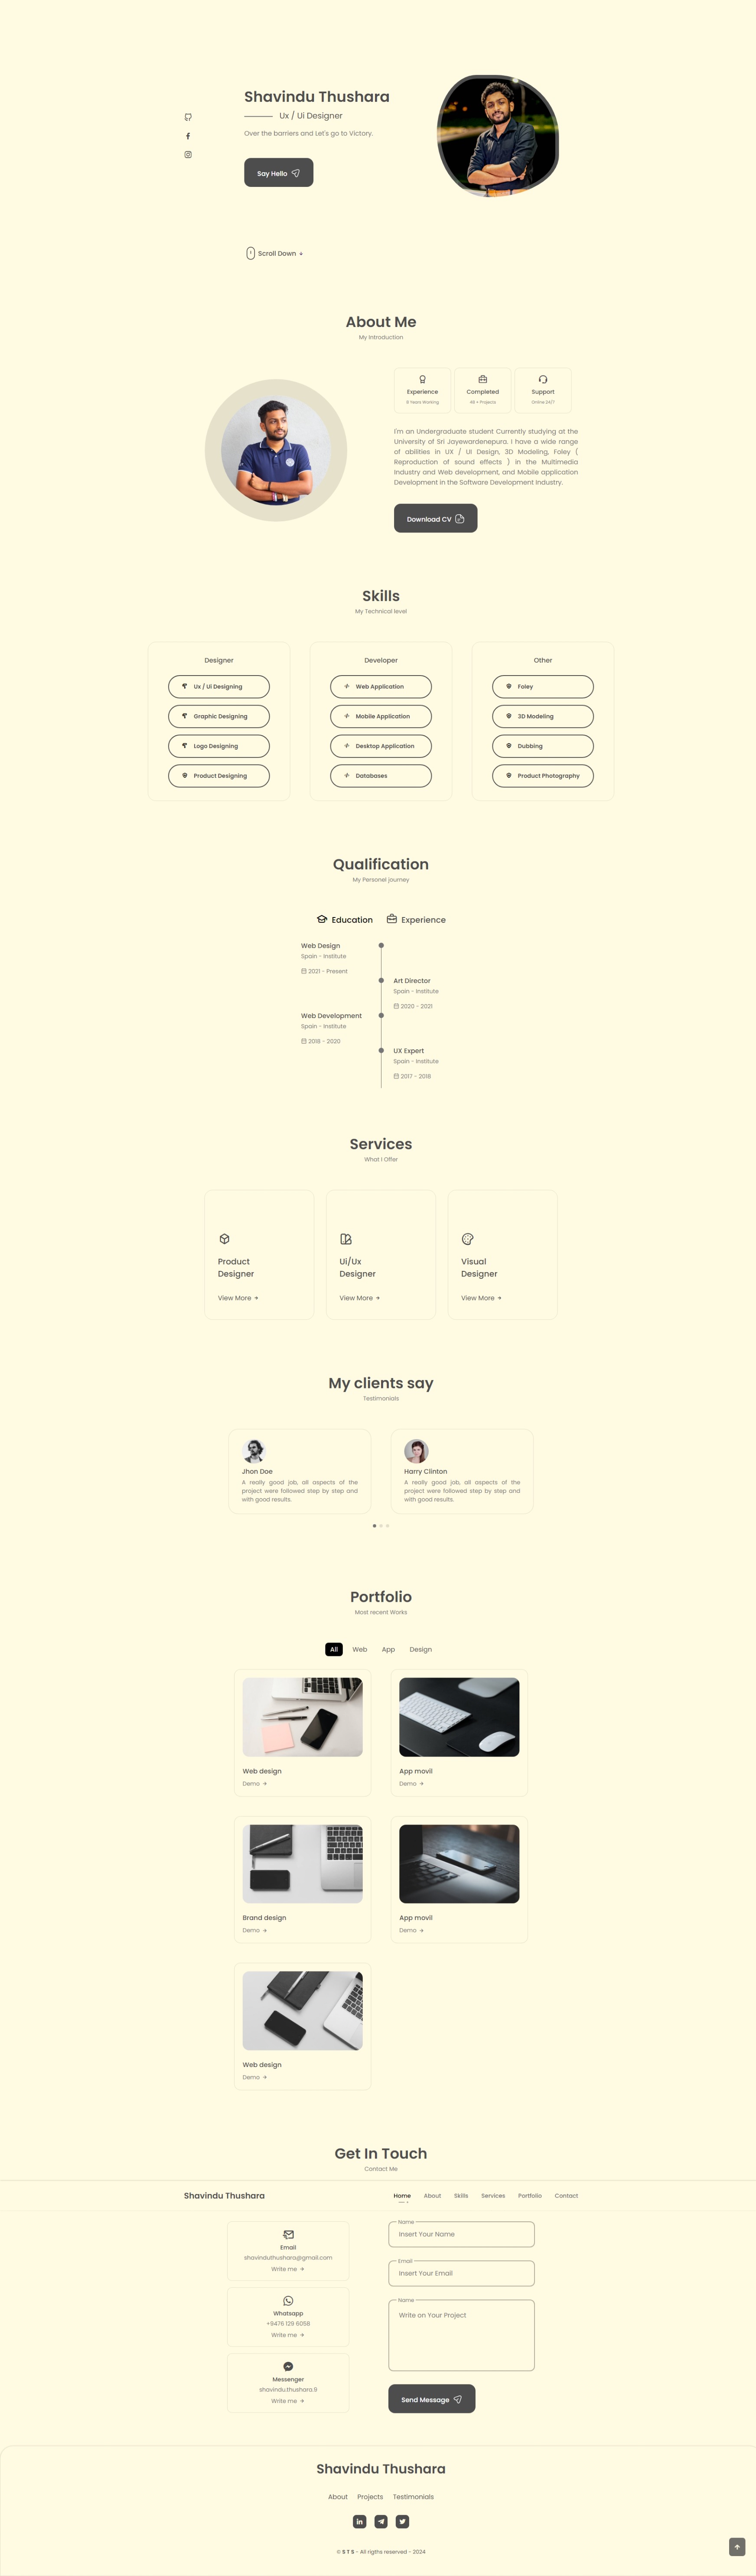 Shavindu Thushara
Ux / Ui Designer
Over the barriers and Let's go to Victory.
Say Hello
Scroll Down
About Me
My Introduction
Experience
8 Years Working
Completed
48 + Projects
Support
Online 24/7
I'm an Undergraduate student Currently studying at the
University of Sri Jayewardenepura. I have a wide range
of abilities in UX / UI Design, 3D Modeling, Foley (
Reproduction of sound effects ) in the Multimedia
Industry and Web development, and Mobile application
Development in the Software Development Industry.
Download CV
Skills
My Technical level
Designer
Ux / Ui Designing
Graphic Designing
Logo Designing
Product Designing
Developer
Web Application
Mobile Application
Desktop Application
Databases
Other
Foley
3D Modeling
Dubbing
Product Photography
Qualification
My Personel journey
Education
Experience
Web Design
Spain - Institute
2021 - Present
Art Director
Spain - Institute
2020 - 2021
Web Development
Spain - Institute
2018 - 2020
UX Expert
Spain - Institute
2017 - 2018
Services
What I Offer
Product
Designer
View More
Ui/Ux
Designer
View More
Visual
Designer
View More
My clients say
Testimonials
Jhon Doe
A really good job, all aspects of the
project were followed step by step and
with good results.
Harry Clinton
A really good job, all aspects of the
project were followed step by step and
with good results.
Portfolio
Most recent Works
All
Web
App
Design
Web design
Demo
App movil
Demo
Brand design
Demo
App movil
Demo
Web design
Demo
Get In Touch
Contact Me
Shavindu Thushara
Home
About
Skills
Services
Portfolio
Contact
Email
shavinduthushara@gmail.com
Write me
Whatsapp
+9476 129 6058
Write me
Messenger
shavindu.thushara.9
Write me
Name
Insert Your Name
Email
Insert Your Email
Name
Write on Your Project
Send Message
Shavindu Thushara
About
Projects
Testimonials
© S T S - All rigths reserved - 2024